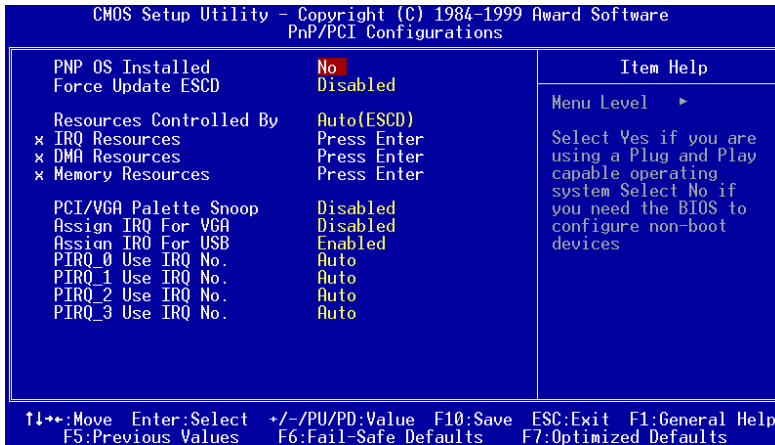 CMOS Setup Utility – Copyright (C) 1984-1999 Award Software
PnP/PCI Configurations
PNP OS Installed No
Force Update ESCD Disabled
Resources Controlled By Auto(ESCD)
x IRQ Resources Press Enter
x DMA Resources Press Enter
x Memory Resources Press Enter
PCI/VGA Palette Snoop Disabled
Assign IRQ For VGA Disabled
Assign IRQ For USB Enabled
PIRQ_0 Use IRQ No. Auto
PIRQ_1 Use IRQ No. Auto
PIRQ_2 Use IRQ No. Auto
PIRQ_3 Use IRQ No. Auto
Item Help
Menu Level ►
Select Yes if you are
using a Plug and Play
capable operating
system Select No if
you need the BIOS to
configure non-boot
devices
↑↓→←:Move Enter:Select +/-/PU/PD:Value F10:Save ESC:Exit F1:General Help
F5:Previous Values F6:Fail-Safe Defaults F7:Optimized Defaults